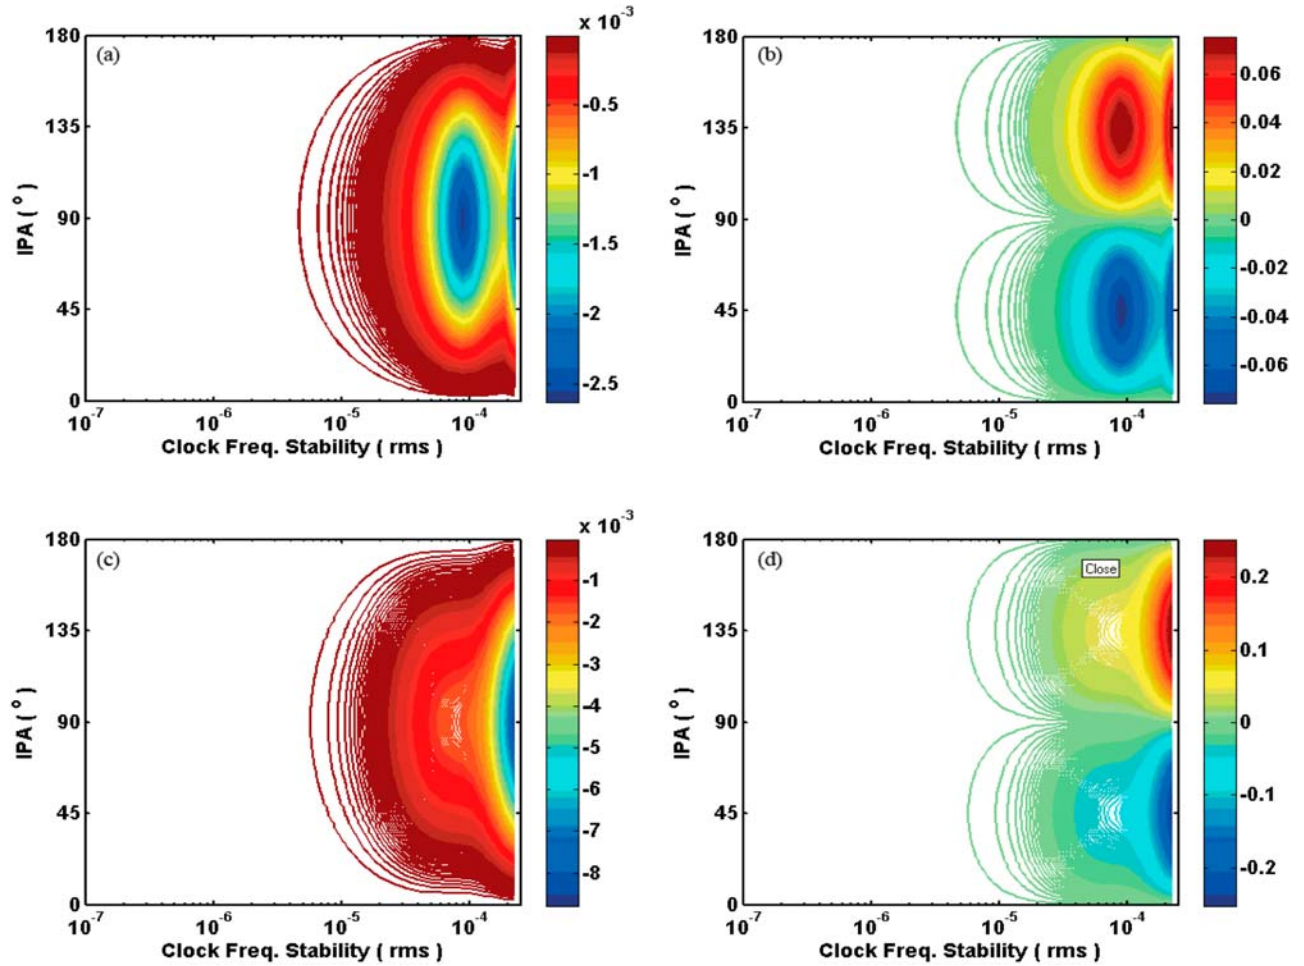 x 10⁻³
(a)
180
135
90
45
0
IPA ( ° )
10⁻⁷ 10⁻⁶ 10⁻⁵ 10⁻⁴
Clock Freq. Stability ( rms )
-0.5
-1
-1.5
-2
-2.5
(b)
180
135
90
45
0
IPA ( ° )
10⁻⁷ 10⁻⁶ 10⁻⁵ 10⁻⁴
Clock Freq. Stability ( rms )
0.06
0.04
0.02
0
-0.02
-0.04
-0.06
x 10⁻³
(c)
180
135
90
45
0
IPA ( ° )
10⁻⁷ 10⁻⁶ 10⁻⁵ 10⁻⁴
Clock Freq. Stability ( rms )
-1
-2
-3
-4
-5
-6
-7
-8
(d)
Close
180
135
90
45
0
IPA ( ° )
10⁻⁷ 10⁻⁶ 10⁻⁵ 10⁻⁴
Clock Freq. Stability ( rms )
0.2
0.1
0
-0.1
-0.2